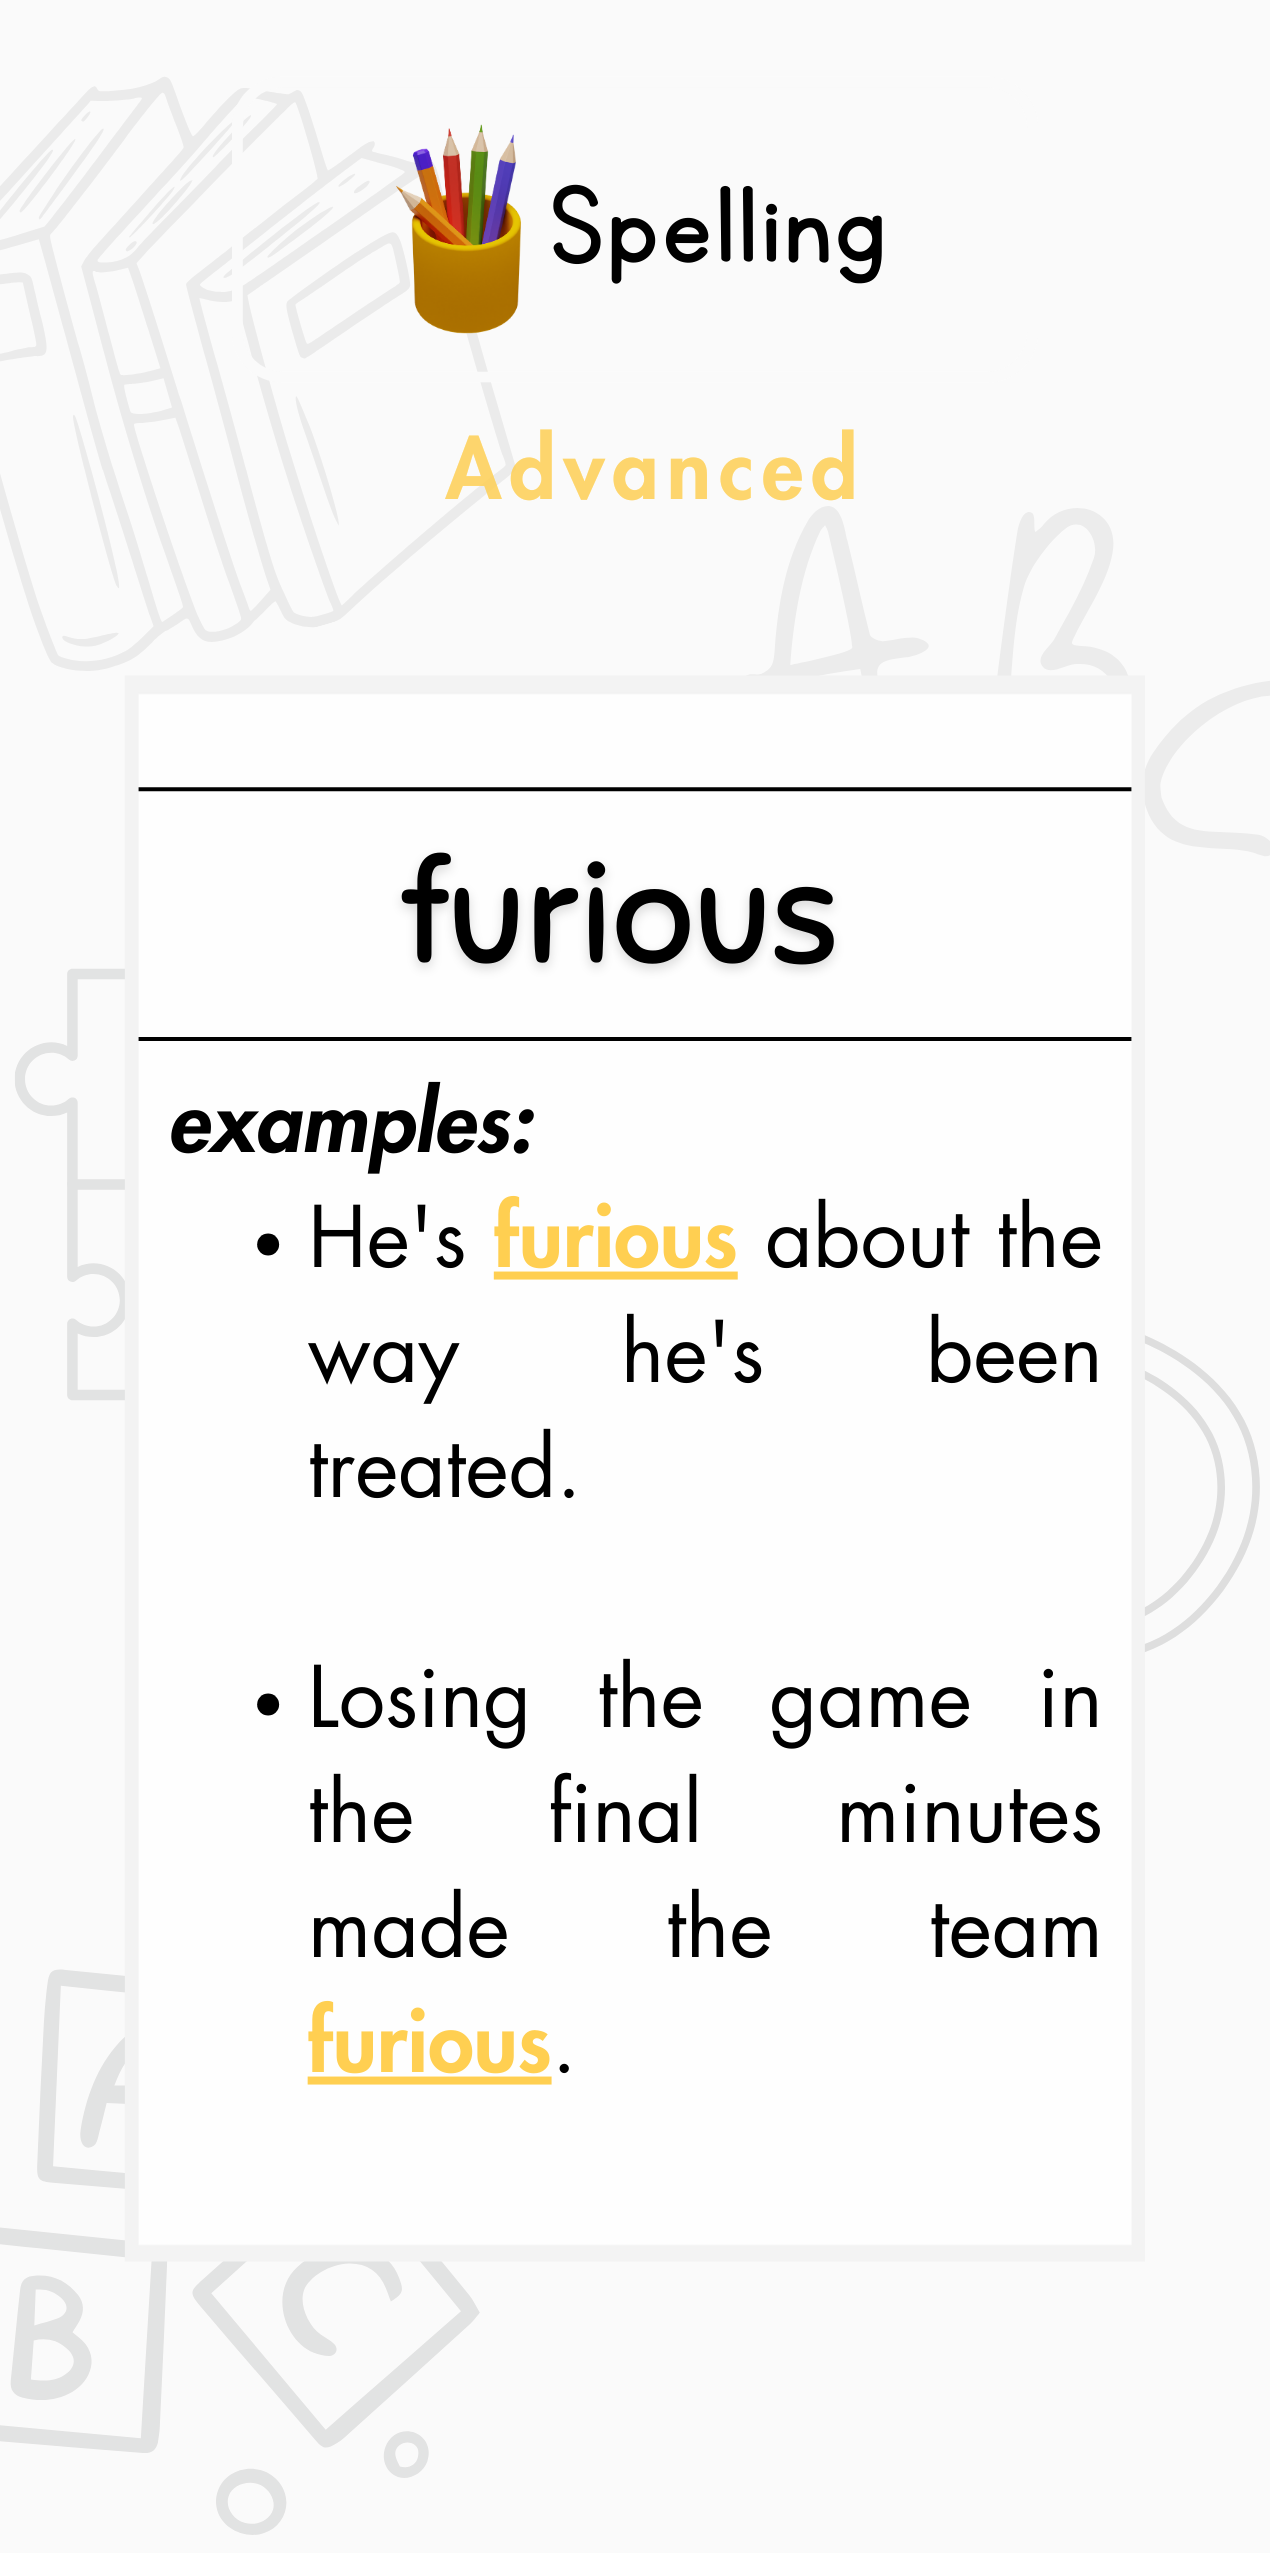 Spelling
Advanced
A B
furious
examples:
• He's furious about the
way he's been
treated.
• Losing the game in
the final minutes
made the team
furious.
A
B C